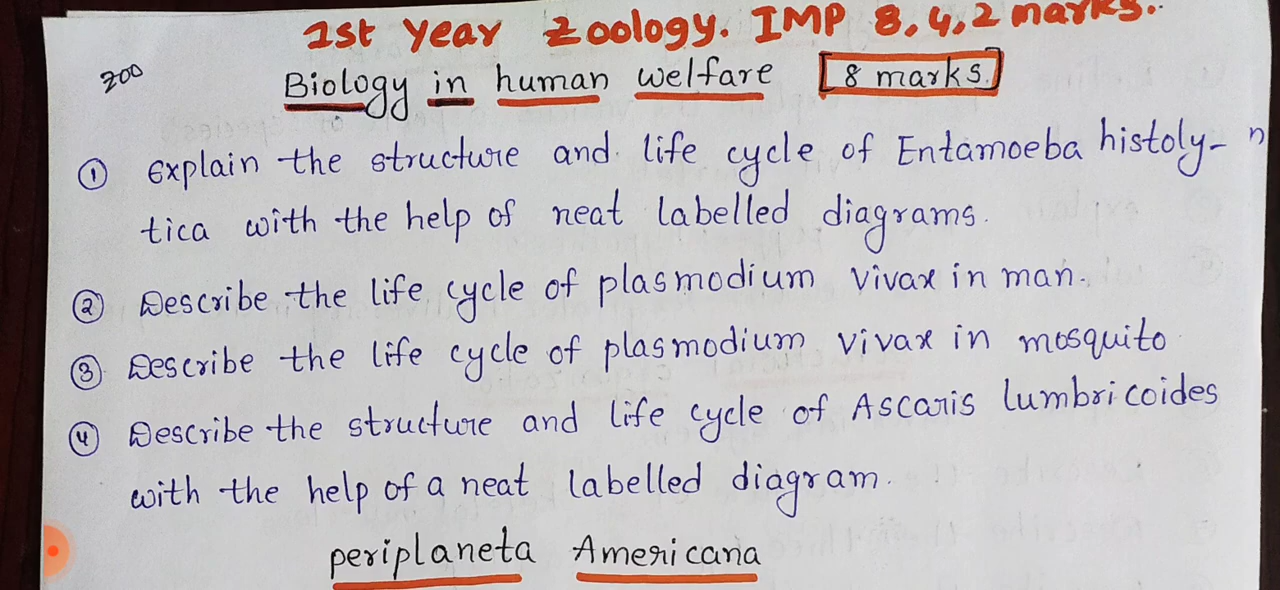 1st Year Zoology. IMP 8,4,2 marks..
Zoo
Biology in human welfare [8 marks.]
① Explain the structure and life cycle of Entamoeba histoly-
tica with the help of neat labelled diagrams.
② Describe the life cycle of plasmodium vivax in man.
③ Describe the life cycle of plasmodium vivax in mosquito
④ Describe the structure and life cycle of Ascaris lumbricoides
with the help of a neat labelled diagram.
periplaneta Americana